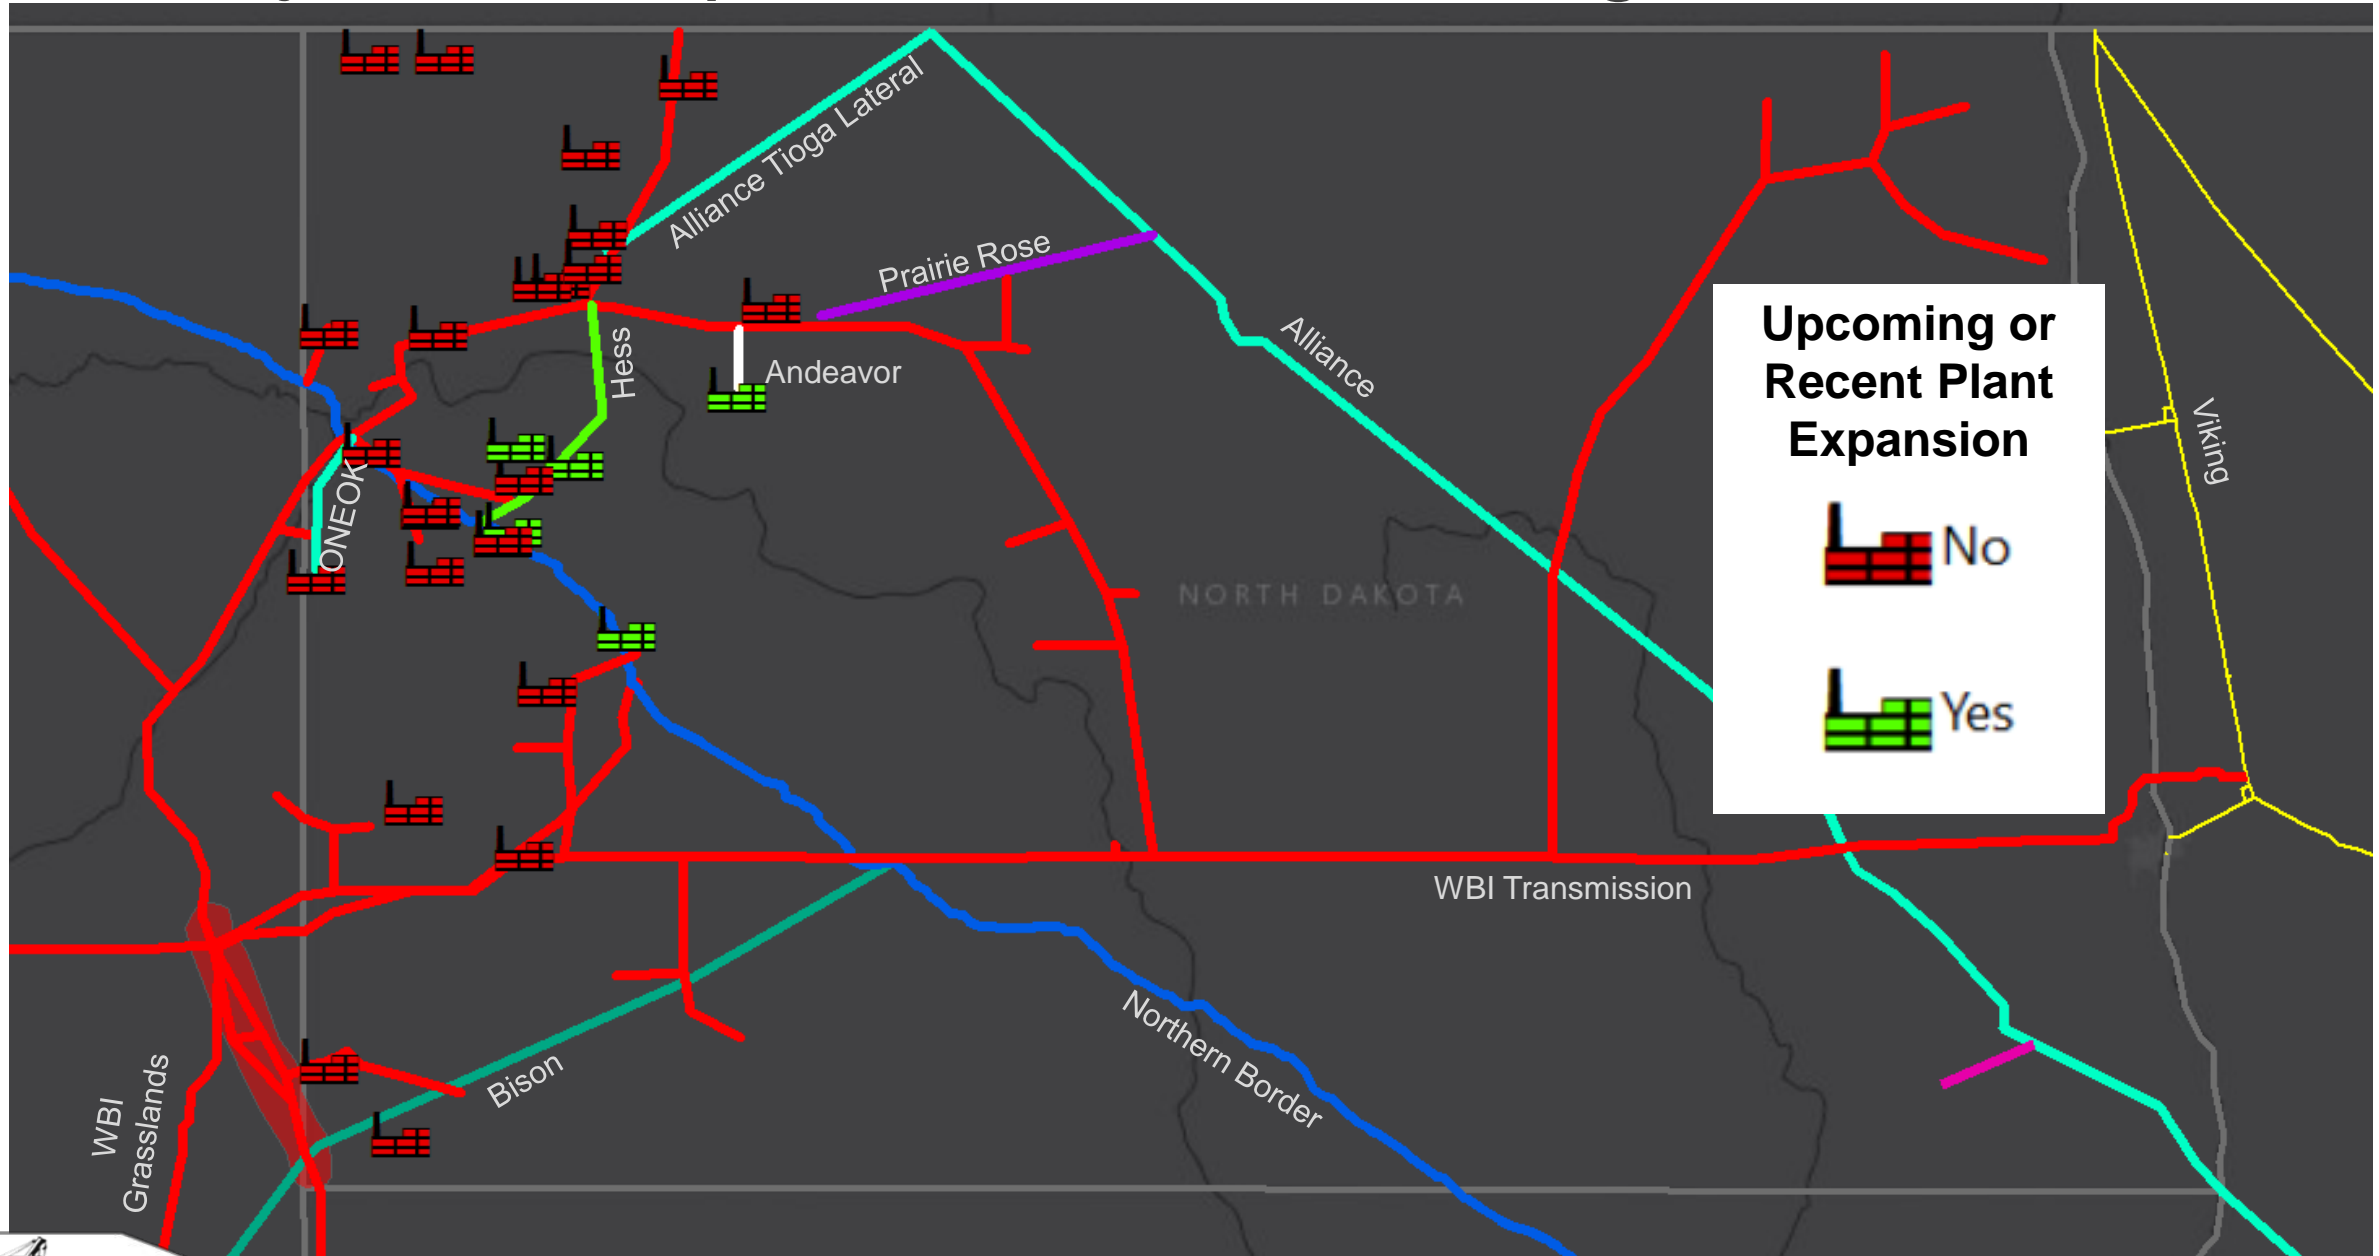 Alliance Tioga Lateral
Prairie Rose
Hess
Andeavor
Alliance
Upcoming or
Recent Plant
Expansion
No
Yes
Viking
ONEOK
NORTH DAKOTA
WBI Transmission
Northern Border
Bison
WBI
Grasslands